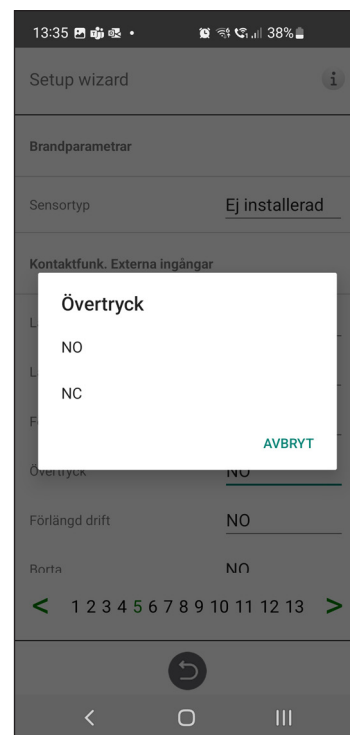 13:35 38%
Setup wizard i
Brandparametrar
Sensortyp Ej installerad
Kontaktfunk. Externa ingångar
Övertryck
NO
NC
AVBRYT
Övertryck NO
Förlängd drift NO
Borta NO
< 1 2 3 4 5 6 7 8 9 10 11 12 13 >